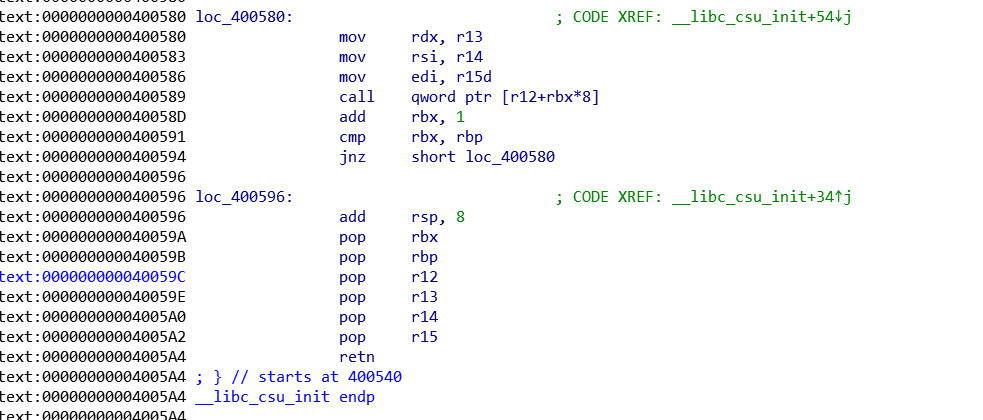 text:0000000000400580 loc_400580:                             ; CODE XREF: __libc_csu_init+54↓j
text:0000000000400580                 mov     rdx, r13
text:0000000000400583                 mov     rsi, r14
text:0000000000400586                 mov     edi, r15d
text:0000000000400589                 call    qword ptr [r12+rbx*8]
text:000000000040058D                 add     rbx, 1
text:0000000000400591                 cmp     rbx, rbp
text:0000000000400594                 jnz     short loc_400580
text:0000000000400596
text:0000000000400596 loc_400596:                             ; CODE XREF: __libc_csu_init+34↑j
text:0000000000400596                 add     rsp, 8
text:000000000040059A                 pop     rbx
text:000000000040059B                 pop     rbp
text:000000000040059C                 pop     r12
text:000000000040059E                 pop     r13
text:00000000004005A0                 pop     r14
text:00000000004005A2                 pop     r15
text:00000000004005A4                 retn
text:00000000004005A4 ; } // starts at 400540
text:00000000004005A4 __libc_csu_init endp
text:00000000004005A4